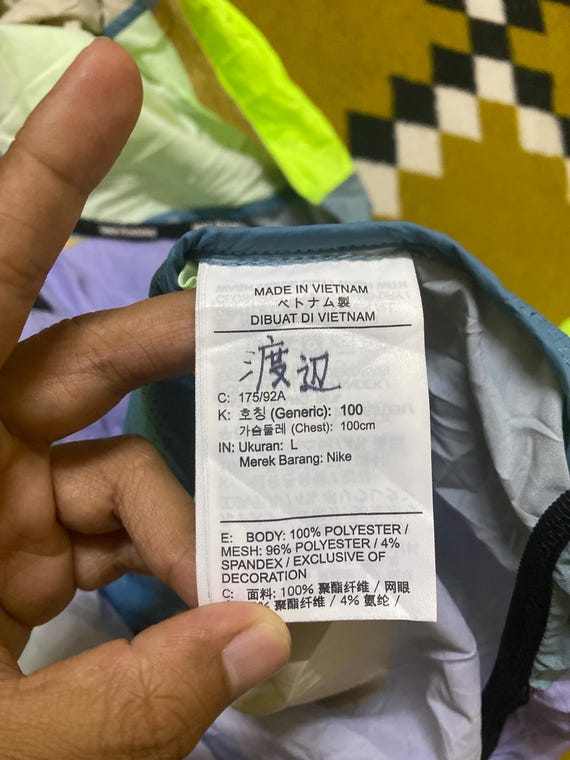 MADE IN VIETNAM
ベトナム製
DIBUAT DI VIETNAM
渡辺
C: 175/92A
K: 호칭 (Generic): 100
가슴둘레 (Chest): 100cm
IN: Ukuran: L
Merek Barang: Nike
E: BODY: 100% POLYESTER /
MESH: 96% POLYESTER / 4%
SPANDEX / EXCLUSIVE OF
DECORATION
C: 面料: 100% 聚酯纤维 / 网眼
% 聚酯纤维 / 4% 氨纶 /